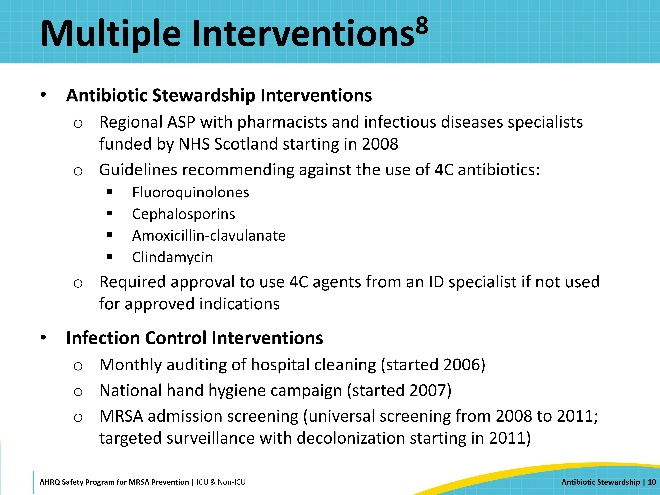 Multiple Interventions⁸
• Antibiotic Stewardship Interventions
o Regional ASP with pharmacists and infectious diseases specialists
funded by NHS Scotland starting in 2008
o Guidelines recommending against the use of 4C antibiotics:
▪ Fluoroquinolones
▪ Cephalosporins
▪ Amoxicillin-clavulanate
▪ Clindamycin
o Required approval to use 4C agents from an ID specialist if not used
for approved indications
• Infection Control Interventions
o Monthly auditing of hospital cleaning (started 2006)
o National hand hygiene campaign (started 2007)
o MRSA admission screening (universal screening from 2008 to 2011;
targeted surveillance with decolonization starting in 2011)
AHRQ Safety Program for MRSA Prevention | ICU & Non-ICU
Antibiotic Stewardship | 10